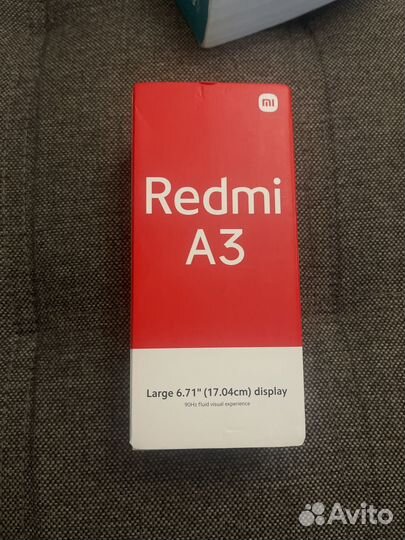 mi
Redmi
A3
Large 6.71" (17.04cm) display
90Hz fluid visual experience
Avito